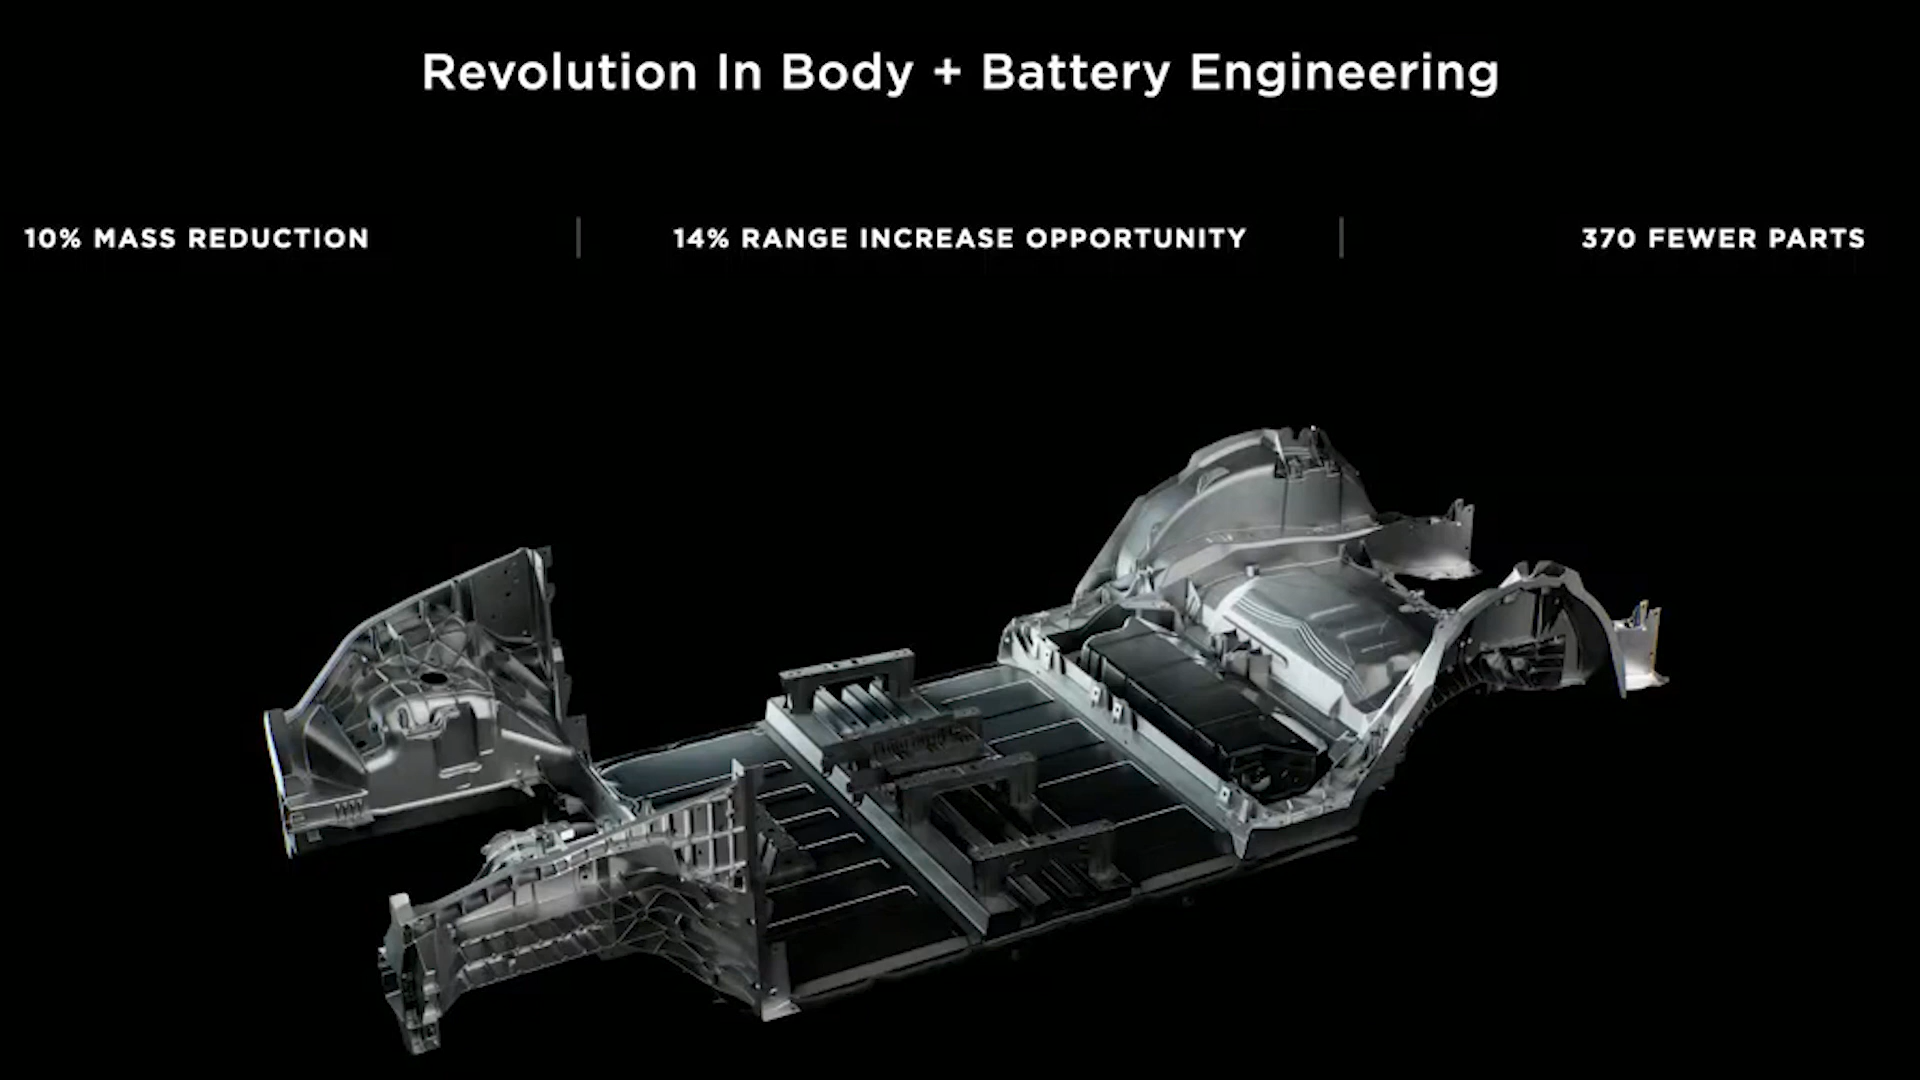 Revolution In Body + Battery Engineering
10% MASS REDUCTION
14% RANGE INCREASE OPPORTUNITY
370 FEWER PARTS